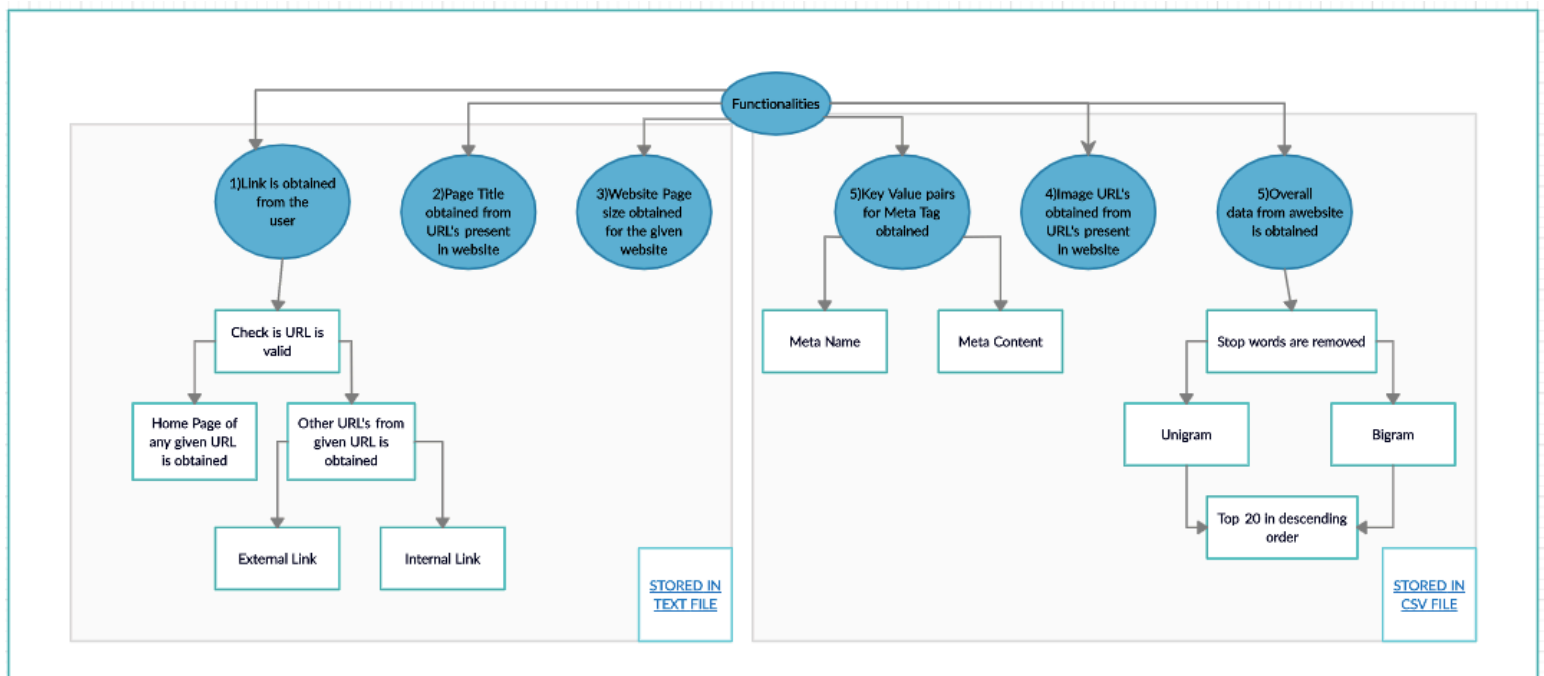 Functionalities
1)Link is obtained
from the
user
2)Page Title
obtained from
URL's present
in website
3)Website Page
size obtained
for the given
website
5)Key Value pairs
for Meta Tag
obtained
4)Image URL's
obtained from
URL's present
in website
5)Overall
data from awebsite
is obtained
Check is URL is
valid
Meta Name
Meta Content
Stop words are removed
Home Page of
any given URL
is obtained
Other URL's from
given URL is
obtained
Unigram
Bigram
External Link
Internal Link
Top 20 in descending
order
STORED IN
TEXT FILE
STORED IN
CSV FILE